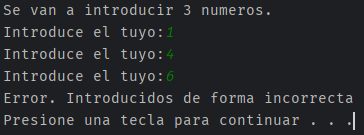 Se van a introducir 3 numeros.
Introduce el tuyo:1
Introduce el tuyo:4
Introduce el tuyo:6
Error. Introducidos de forma incorrecta
Presione una tecla para continuar . . .